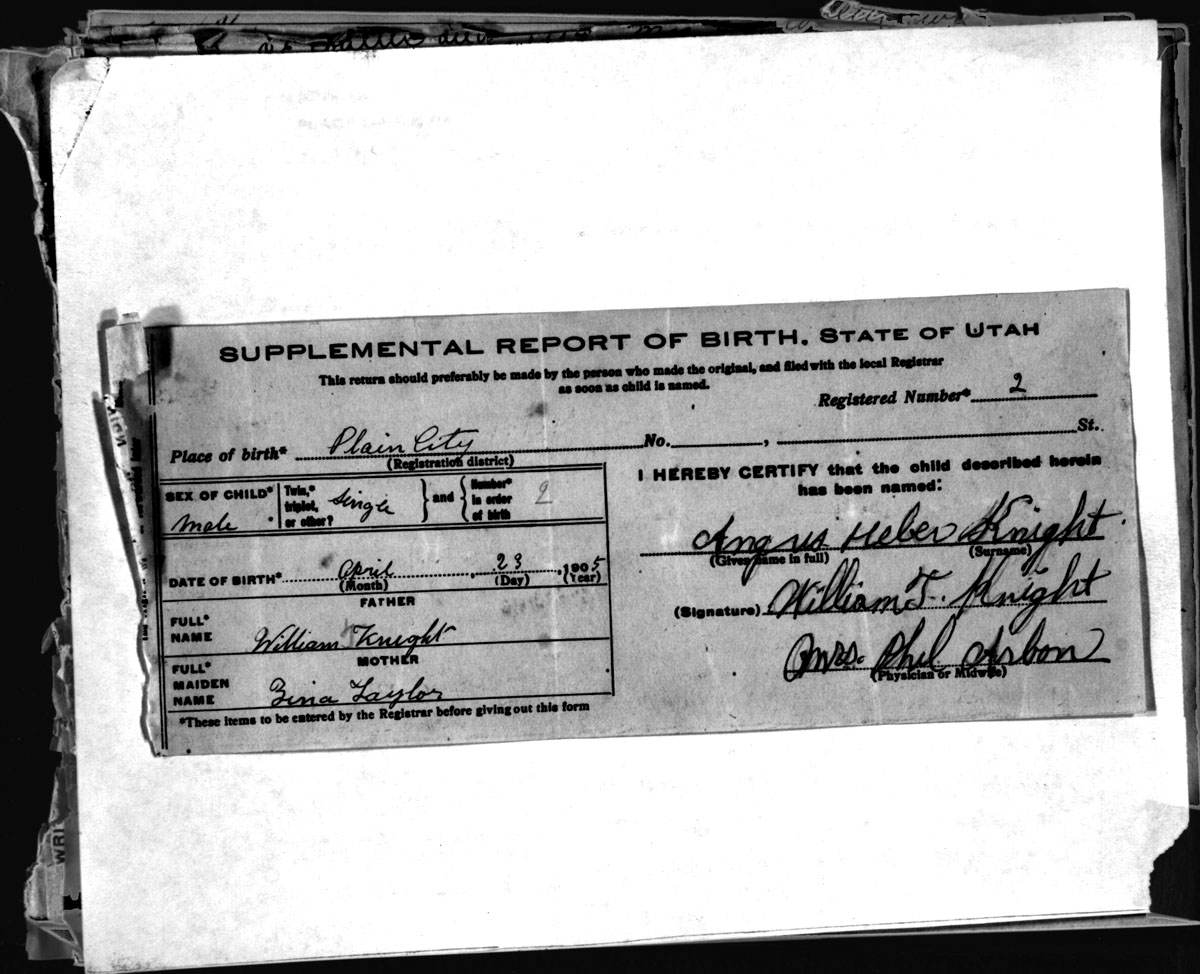 SUPPLEMENTAL REPORT OF BIRTH. STATE OF UTAH
This return should preferably be made by the person who made the original, and filed with the local Registrar
as soon as child is named.
Registered Number* 2
Place of birth* Plain City No. , St.
(Registration district)
SEX OF CHILD* Male
Twin,* triplet, or other? Single
and
Number* in order of birth 2
DATE OF BIRTH* April 23, 1905
(Month) (Day) (Year)
FATHER
FULL* NAME William Knight
MOTHER
FULL* MAIDEN NAME Zina Taylor
*These items to be entered by the Registrar before giving out this form
I HEREBY CERTIFY that the child described herein
has been named:
Angus Heber Knight
(Given name in full) (Surname)
(Signature) William T. Knight
Mrs. Phil Arbon
(Physician or Midwife)